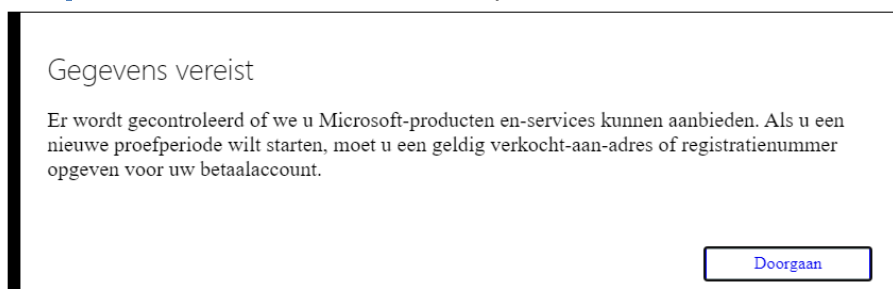 Gegevens vereist
Er wordt gecontroleerd of we u Microsoft-producten en-services kunnen aanbieden. Als u een
nieuwe proefperiode wilt starten, moet u een geldig verkocht-aan-adres of registratienummer
opgeven voor uw betaalaccount.
Doorgaan